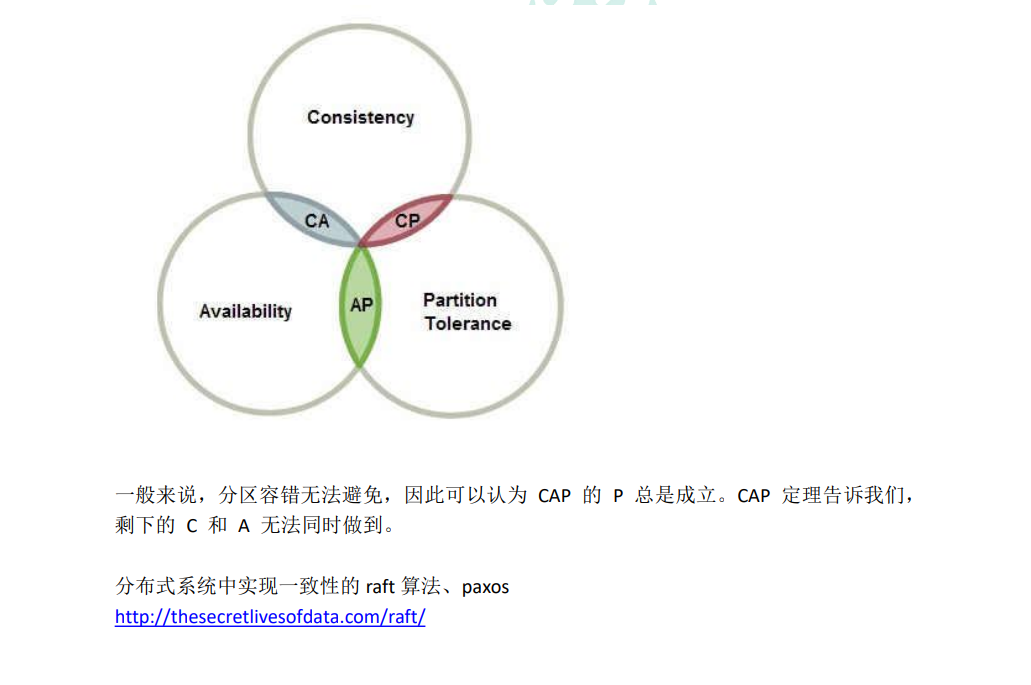 Consistency
CA
CP
Availability
AP
Partition
Tolerance
一般来说，分区容错无法避免，因此可以认为 CAP 的 P 总是成立。CAP 定理告诉我们，
剩下的 C 和 A 无法同时做到。
分布式系统中实现一致性的 raft 算法、paxos
http://thesecretlivesofdata.com/raft/